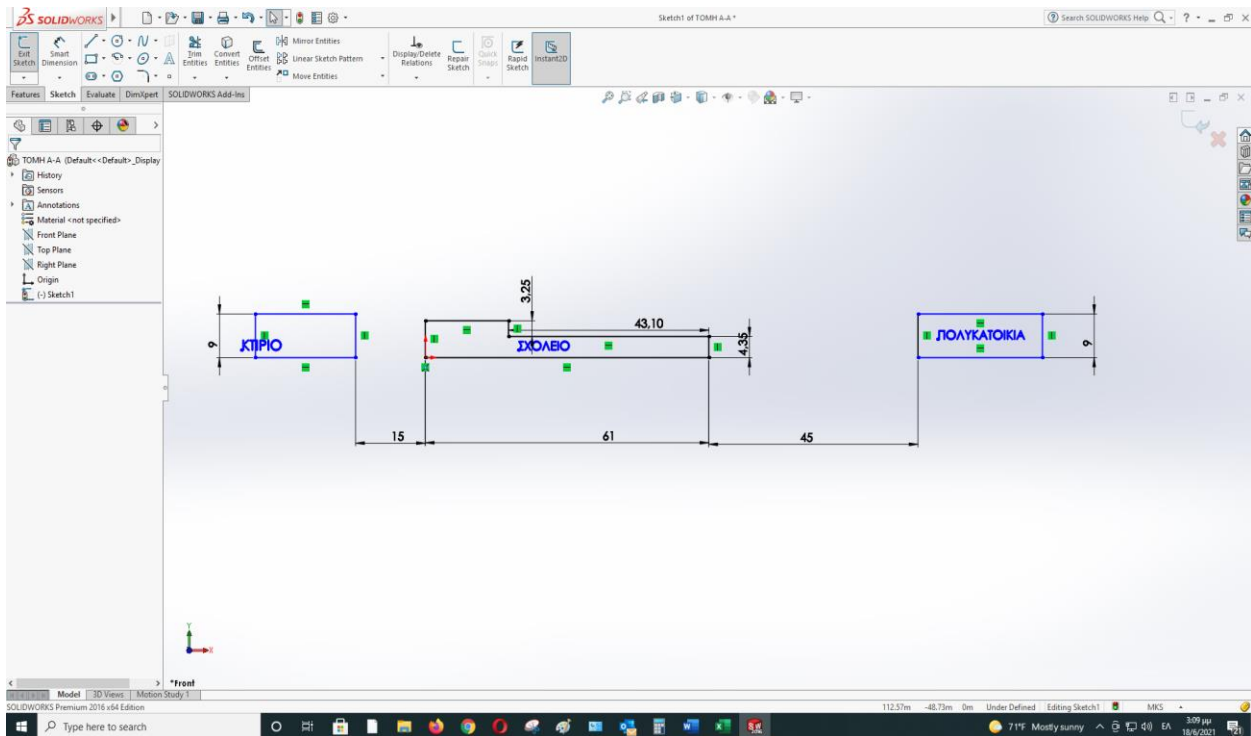 SOLIDWORKS
Sketch1 of TOMH A-A *
Search SOLIDWORKS Help
Exit Sketch
Smart Dimension
Trim Entities
Convert Entities
Offset Entities
Mirror Entities
Linear Sketch Pattern
Move Entities
Display/Delete Relations
Repair Sketch
Quick Snaps
Rapid Sketch
Instant2D
Features Sketch Evaluate DimXpert SOLIDWORKS Add-Ins
TOMH A-A (Default<<Default>_Display
History
Sensors
Annotations
Material <not specified>
Front Plane
Top Plane
Right Plane
Origin
(-) Sketch1
3,25
43,10
9
ΚΤΙΡΙΟ
ΣΧΟΛΕΙΟ
4,35
ΠΟΛΥΚΑΤΟΙΚΙΑ
9
15
61
45
Y
X
*Front
Model 3D Views Motion Study 1
SOLIDWORKS Premium 2016 x64 Edition
112.57m -48.73m 0m Under Defined Editing Sketch1 MKS
Type here to search
71°F Mostly sunny
ΕΛ
3:09 μμ
18/6/2021